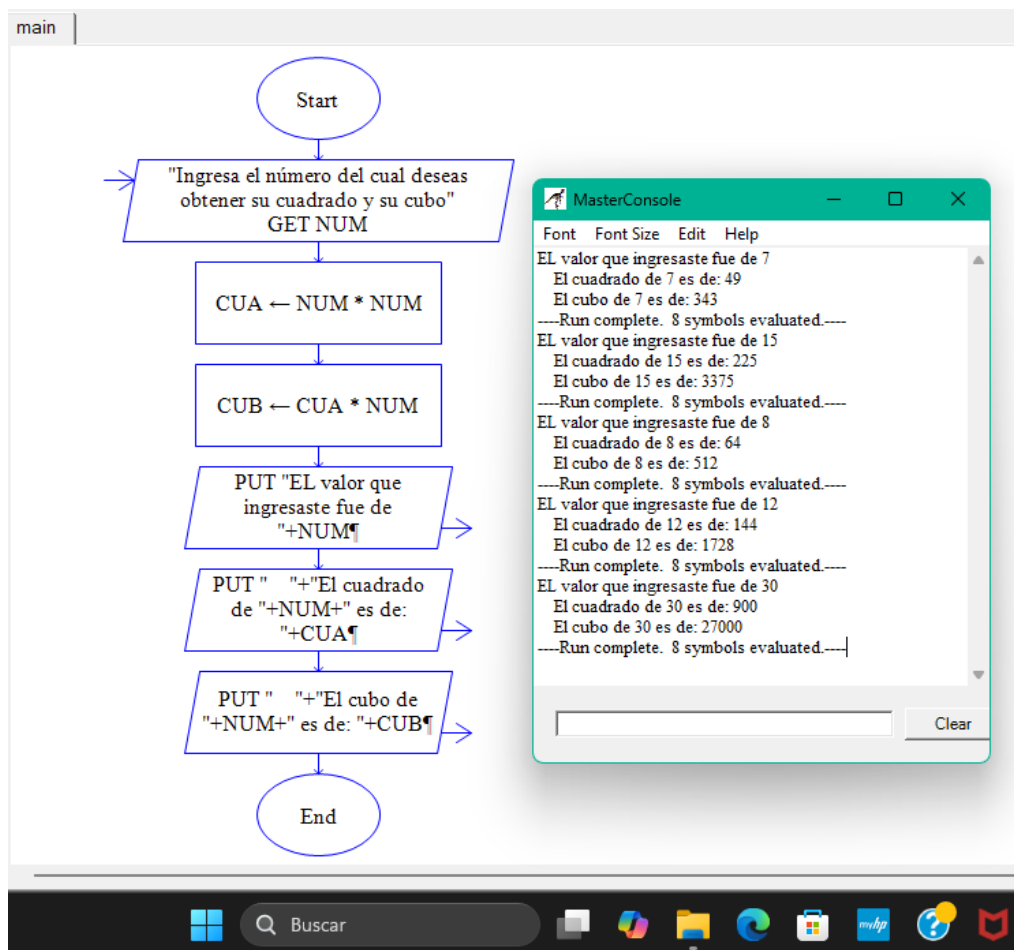 main
Start
"Ingresa el número del cual deseas
obtener su cuadrado y su cubo"
GET NUM
CUA ← NUM * NUM
CUB ← CUA * NUM
PUT "EL valor que
ingresaste fue de
"+NUM¶
PUT "    "+"El cuadrado
de "+NUM+" es de:
"+CUA¶
PUT "    "+"El cubo de
"+NUM+" es de: "+CUB¶
End
MasterConsole
Font Font Size Edit Help
EL valor que ingresaste fue de 7
El cuadrado de 7 es de: 49
El cubo de 7 es de: 343
----Run complete.  8 symbols evaluated.----
EL valor que ingresaste fue de 15
El cuadrado de 15 es de: 225
El cubo de 15 es de: 3375
----Run complete.  8 symbols evaluated.----
EL valor que ingresaste fue de 8
El cuadrado de 8 es de: 64
El cubo de 8 es de: 512
----Run complete.  8 symbols evaluated.----
EL valor que ingresaste fue de 12
El cuadrado de 12 es de: 144
El cubo de 12 es de: 1728
----Run complete.  8 symbols evaluated.----
EL valor que ingresaste fue de 30
El cuadrado de 30 es de: 900
El cubo de 30 es de: 27000
----Run complete.  8 symbols evaluated.----
Clear
Buscar
myhp
?